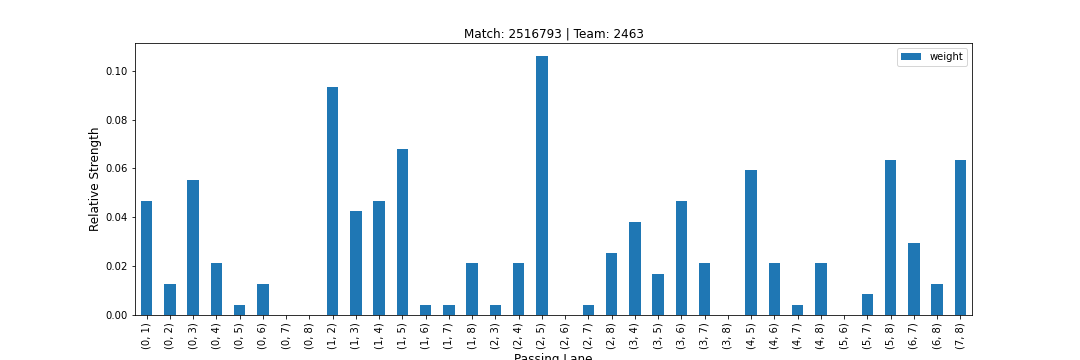 Match: 2516793 | Team: 2463
weight
Relative Strength
0.10
0.08
0.06
0.04
0.02
0.00
(0, 1) (0, 2) (0, 3) (0, 4) (0, 5) (0, 6) (0, 7) (0, 8) (1, 2) (1, 3) (1, 4) (1, 5) (1, 6) (1, 7) (1, 8) (2, 3) (2, 4) (2, 5) (2, 6) (2, 7) (2, 8) (3, 4) (3, 5) (3, 6) (3, 7) (3, 8) (4, 5) (4, 6) (4, 7) (4, 8) (5, 6) (5, 7) (5, 8) (6, 7) (6, 8) (7, 8)
Passing Lane